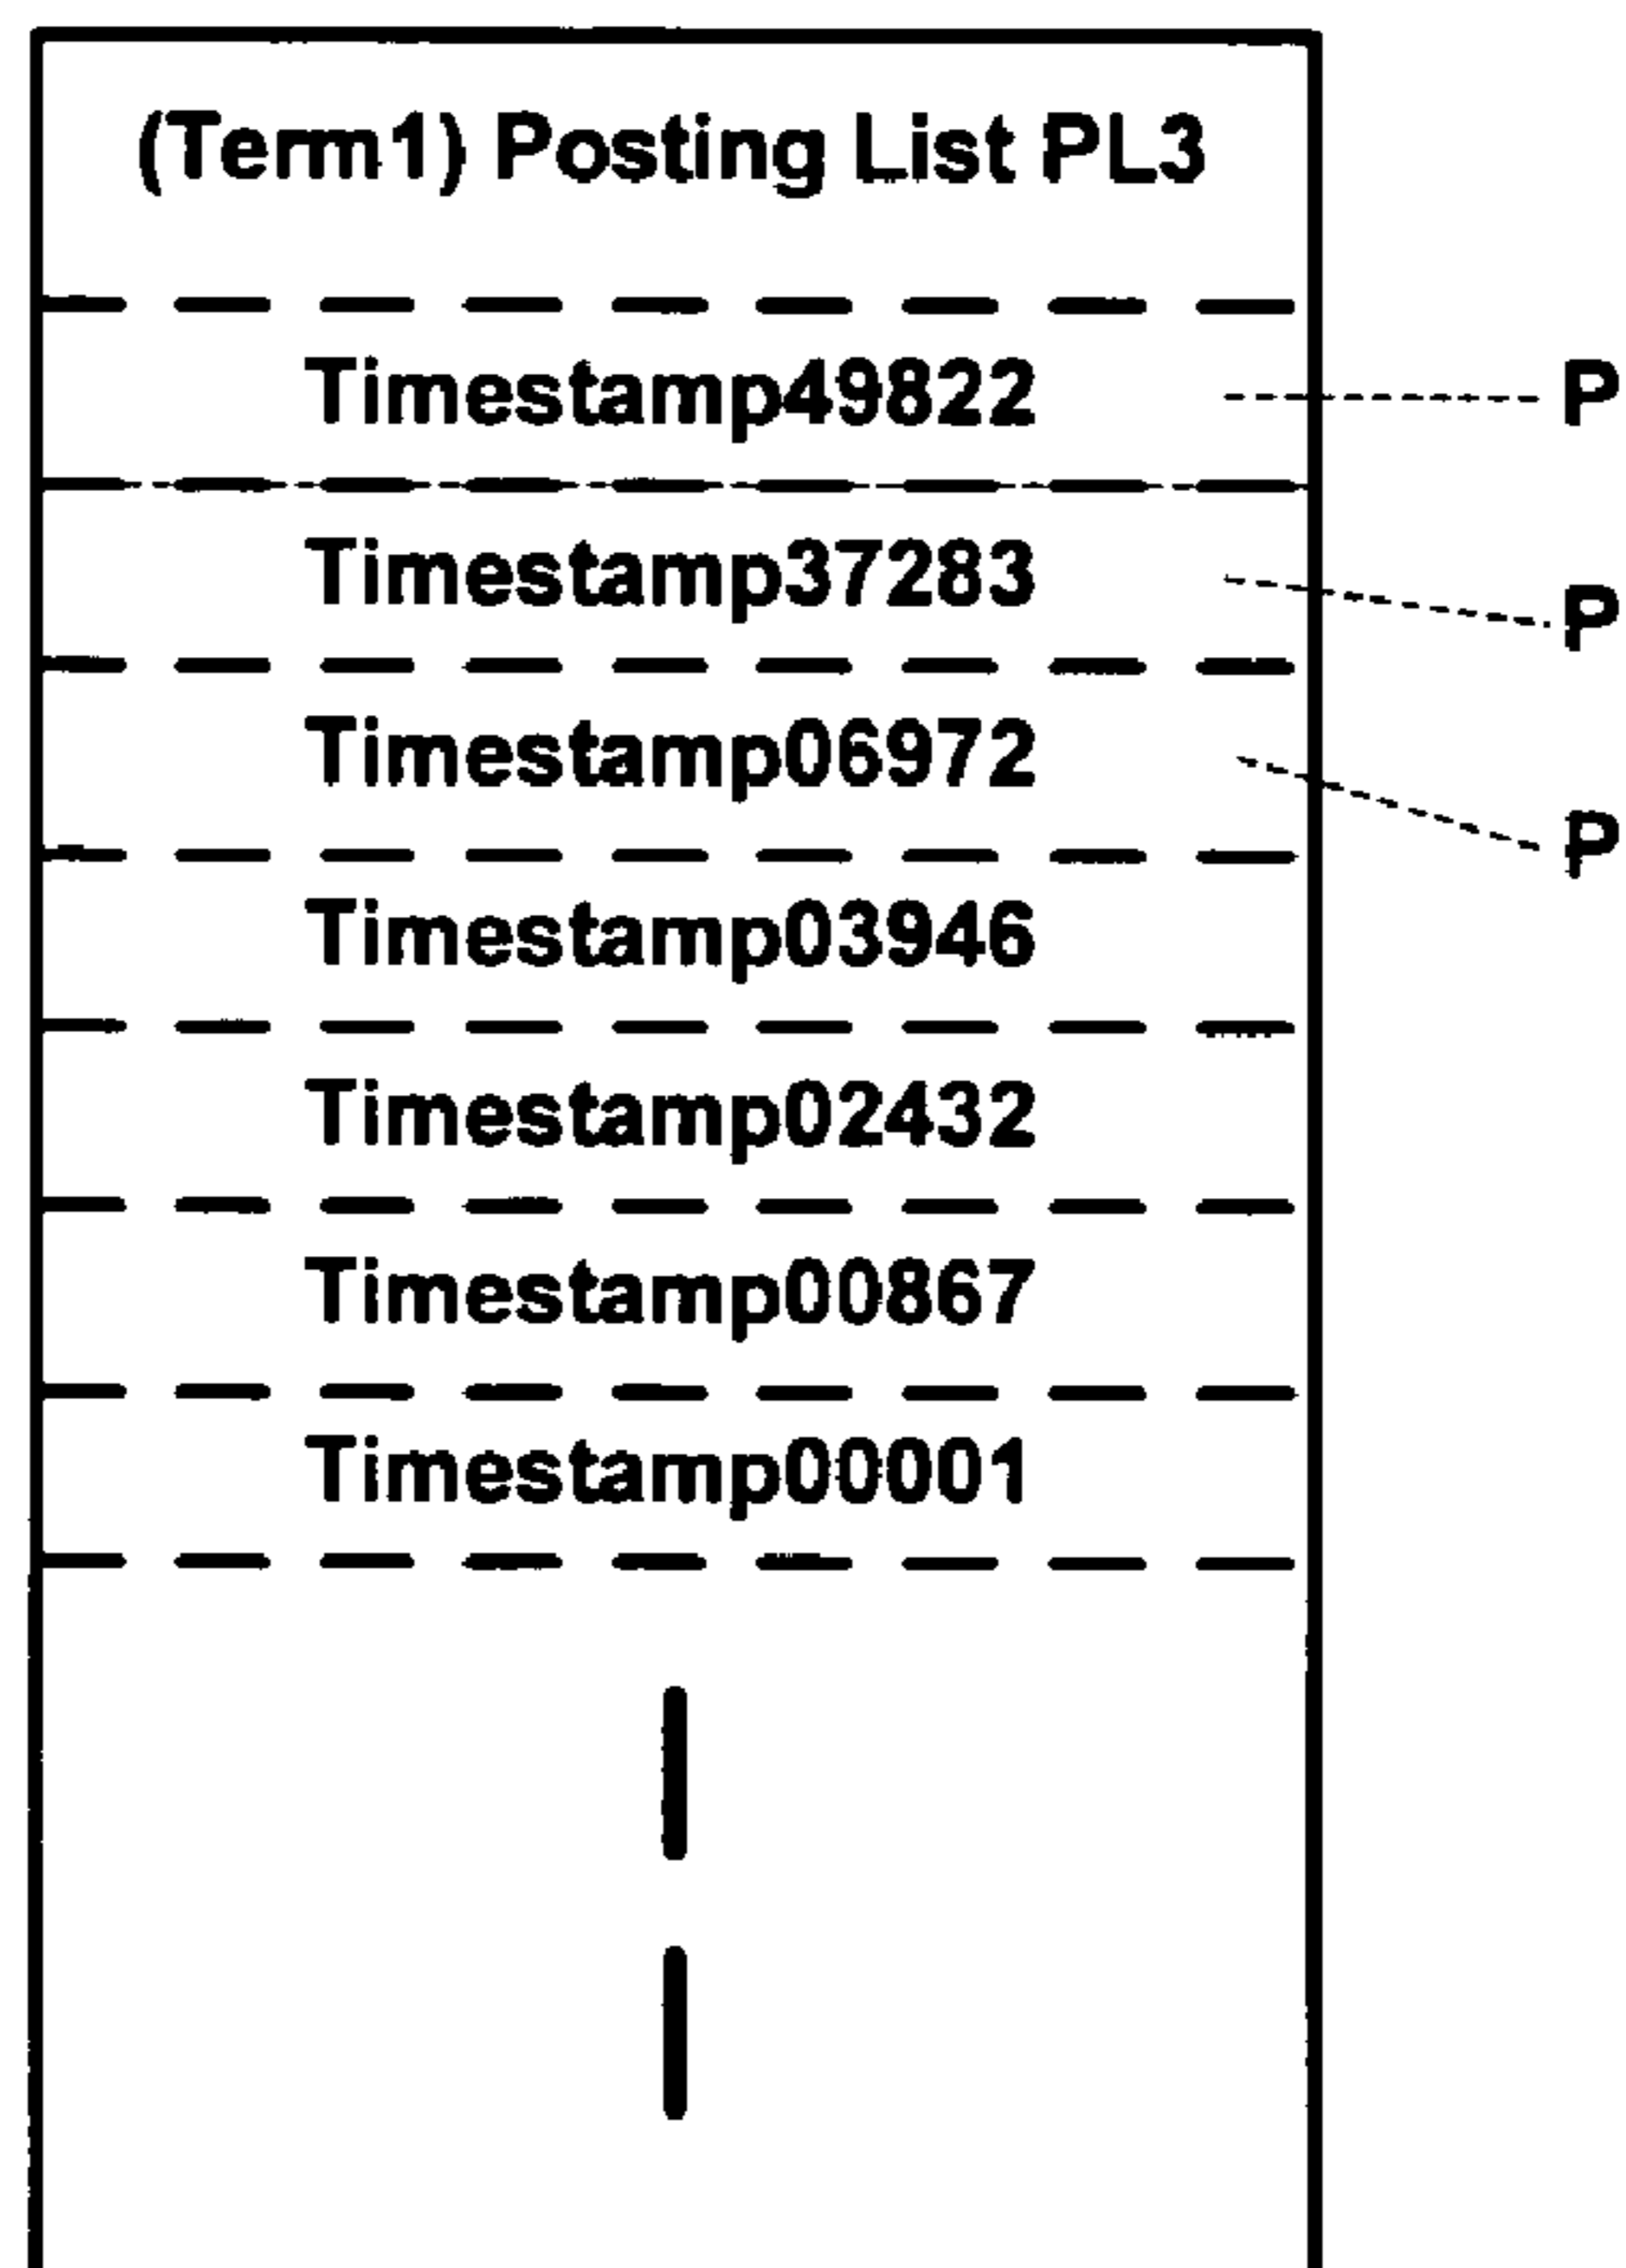 (Term1) Posting List PL3
Timestamp49822 P
Timestamp37283 P
Timestamp06972 P
Timestamp03946
Timestamp02432
Timestamp00867
Timestamp00001